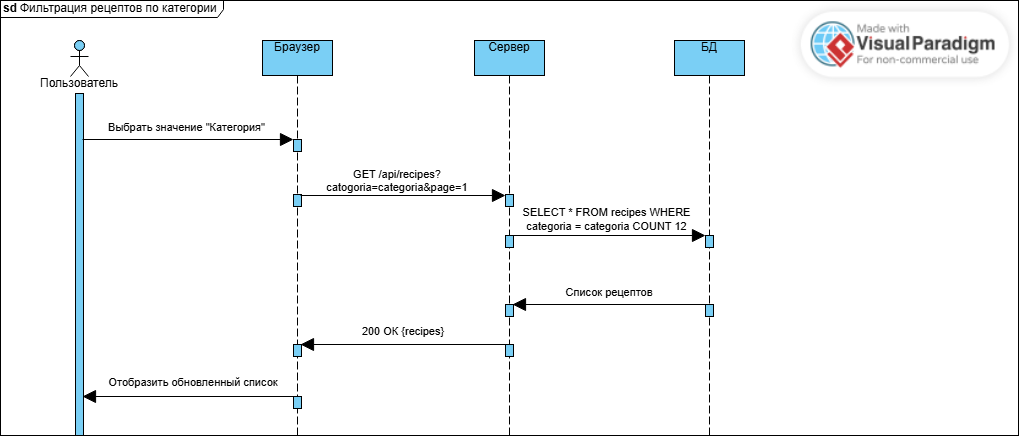 sd Фильтрация рецептов по категории
Made with
Visual Paradigm
For non-commercial use
Пользователь
Браузер
Сервер
БД
Выбрать значение "Категория"
GET /api/recipes?
catogoria=categoria&page=1
SELECT * FROM recipes WHERE
categoria = categoria COUNT 12
Список рецептов
200 ОК {recipes}
Отобразить обновленный список